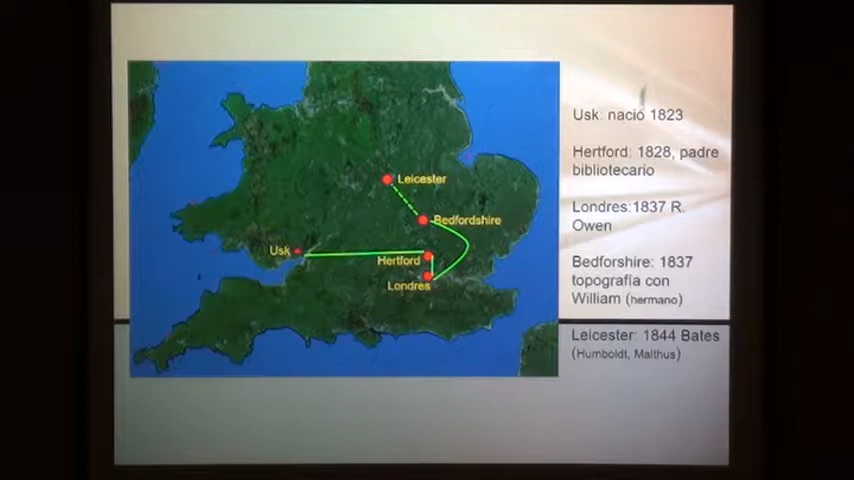 Leicester
Bedfordshire
Usk
Hertford
Londres
Usk: nació 1823
Hertford: 1828, padre
bibliotecario
Londres:1837 R.
Owen
Bedforshire: 1837
topografía con
William (hermano)
Leicester: 1844 Bates
(Humboldt, Malthus)